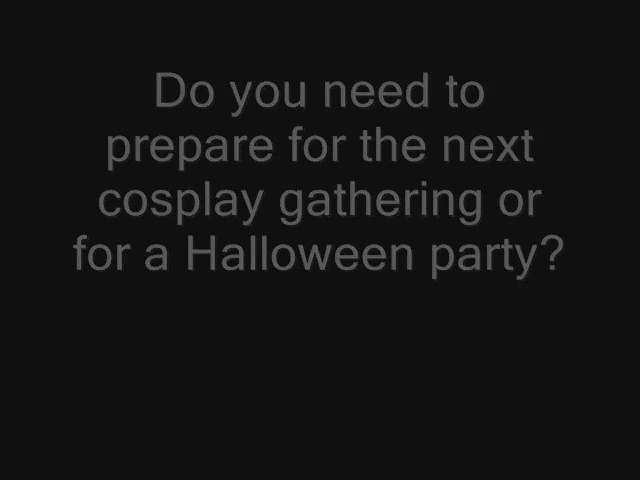 Do you need to
prepare for the next
cosplay gathering or
for a Halloween party?